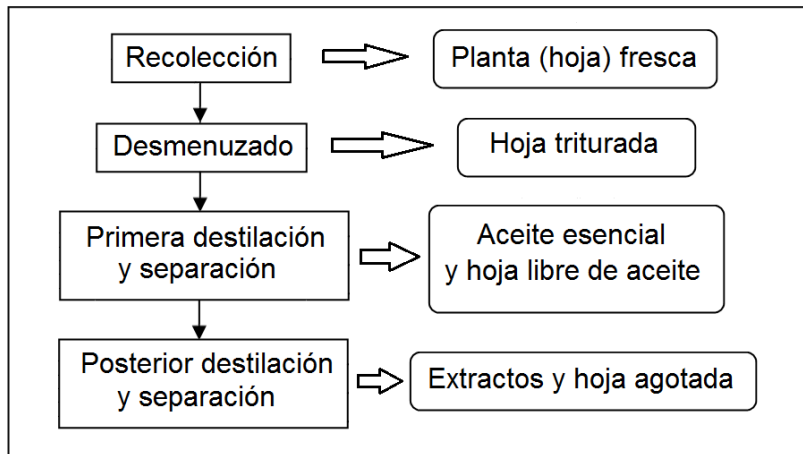 Recolección
Planta (hoja) fresca
Desmenuzado
Hoja triturada
Primera destilación
y separación
Aceite esencial
y hoja libre de aceite
Posterior destilación
y separación
Extractos y hoja agotada